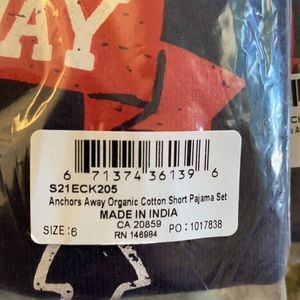 WAY
6 71374 36139 6
S21ECK205
Anchors Away Organic Cotton Short Pajama Set
MADE IN INDIA
CA 20859
SIZE:6
RN 146984
PO:1017838